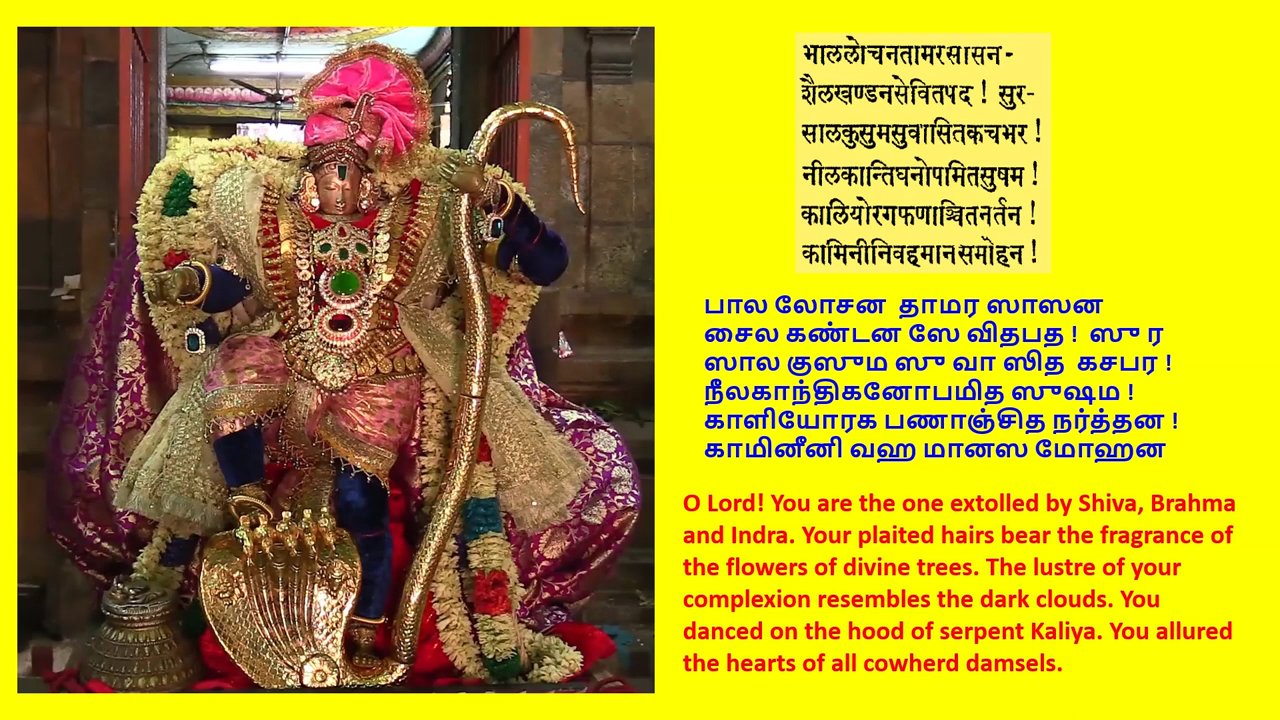 भाललोचनतामरसासन-
शैलखण्डनसेवितपद ! सुर-
सालकुसुमसुवासितकचभर !
नीलकान्तिघनोपमितसुषम !
कालियोरगफणाञ्चितनर्तन !
कामिनीनिवहमानसमोहन !
பால லோசன தாமர ஸாஸன
சைல கண்டன ஸே விதபத ! ஸு ர
ஸால குஸும ஸு வா ஸித கசபர !
நீலகாந்திகனோபமித ஸுஷம !
காளியோரக பணாஞ்சித நர்த்தன !
காமினீனி வஹ மானஸ மோஹன
O Lord! You are the one extolled by Shiva, Brahma
and Indra. Your plaited hairs bear the fragrance of
the flowers of divine trees. The lustre of your
complexion resembles the dark clouds. You
danced on the hood of serpent Kaliya. You allured
the hearts of all cowherd damsels.